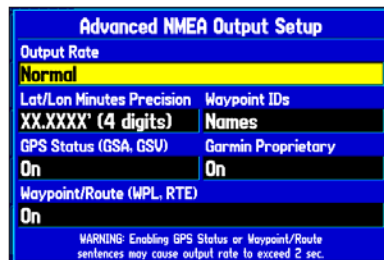 Advanced NMEA Output Setup
Output Rate
Normal
Lat/Lon Minutes Precision Waypoint IDs
XX.XXXX' (4 digits) Names
GPS Status (GSA, GSV) Garmin Proprietary
On On
Waypoint/Route (WPL, RTE)
On
WARNING: Enabling GPS Status or Waypoint/Route
sentences may cause output rate to exceed 2 sec.